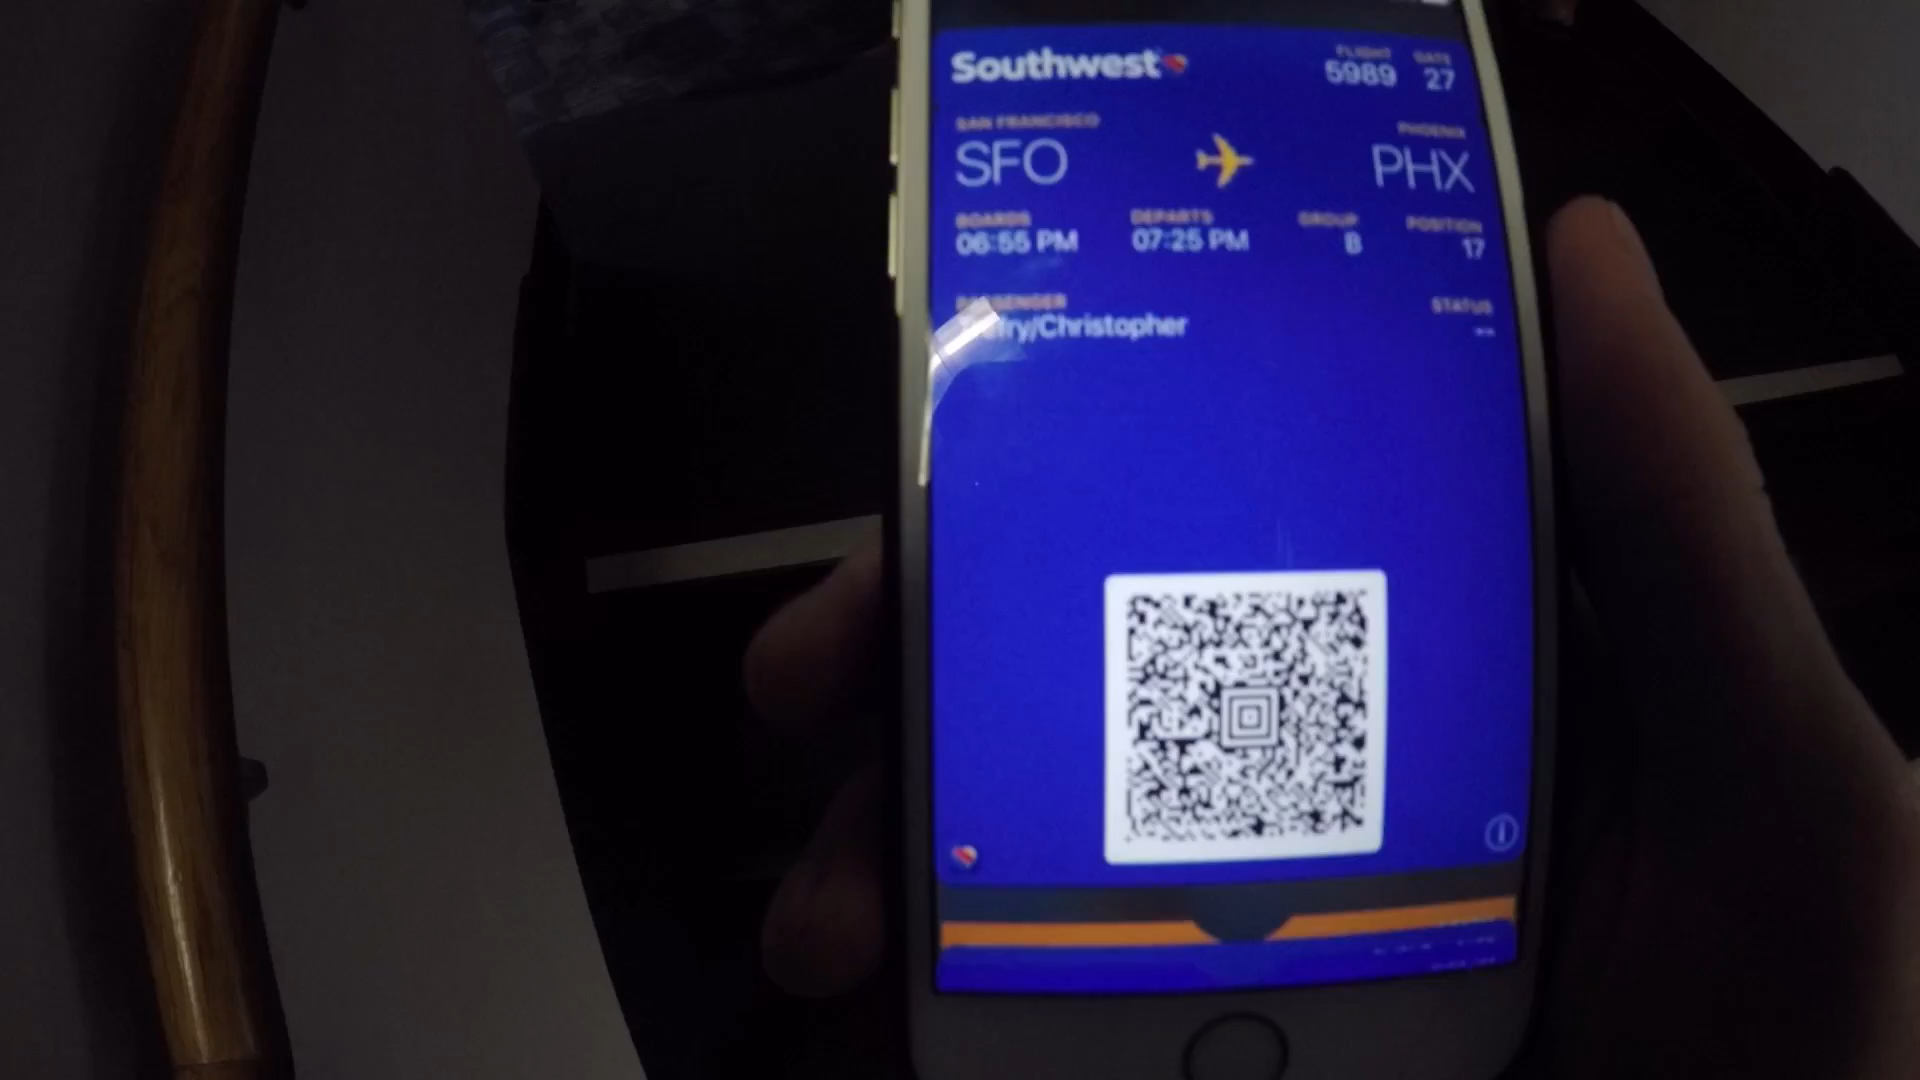 Southwest
FLIGHT GATE
5989 27
SAN FRANCISCO PHOENIX
SFO PHX
BOARDS DEPARTS GROUP POSITION
06:55 PM 07:25 PM B 17
PASSENGER STATUS
/Christopher --